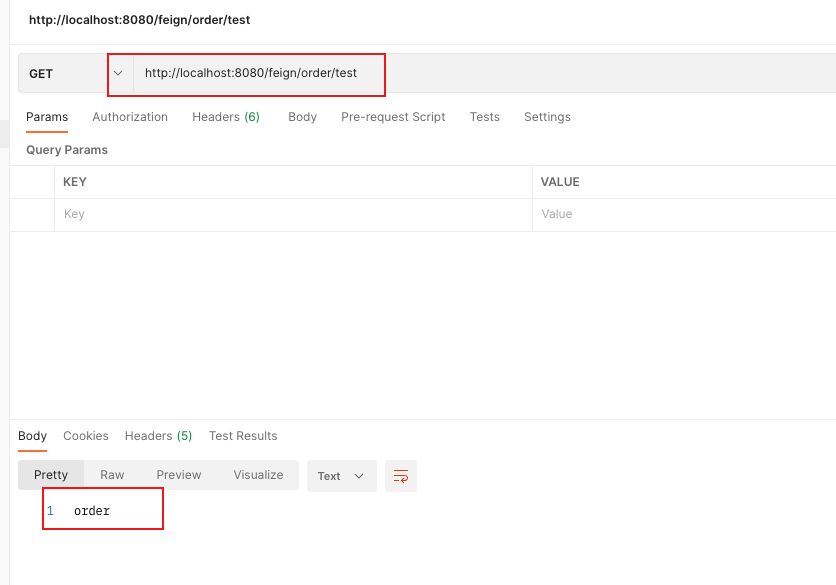 http://localhost:8080/feign/order/test
GET http://localhost:8080/feign/order/test
Params Authorization Headers (6) Body Pre-request Script Tests Settings
Query Params
KEY VALUE
Key Value
Body Cookies Headers (5) Test Results
Pretty Raw Preview Visualize Text
1 order